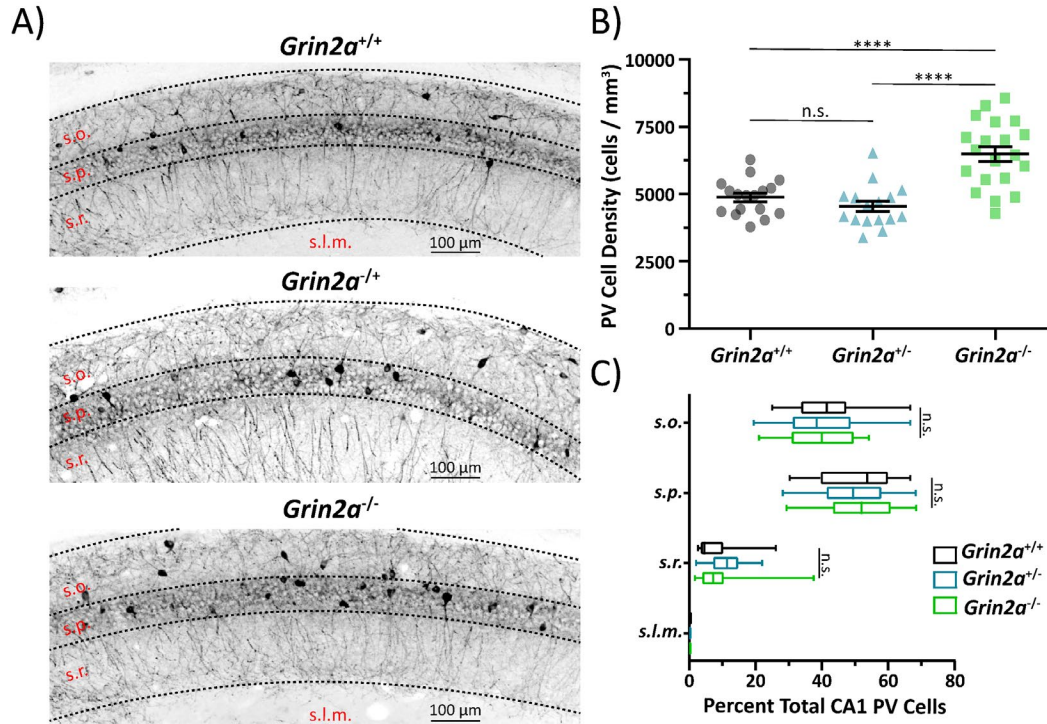 A)
Grin2a+/+
s.o.
s.p.
s.r.
s.l.m.
100 µm
Grin2a-/+
s.o.
s.p.
s.r.
100 µm
Grin2a-/-
s.o.
s.p.
s.r.
s.l.m.
100 µm
B)
****
****
n.s.
PV Cell Density (cells / mm³)
10000
7500
5000
2500
0
Grin2a+/+ Grin2a+/- Grin2a-/-
C)
s.o.
n.s.
s.p.
n.s.
s.r.
n.s.
s.l.m.
Grin2a+/+
Grin2a+/-
Grin2a-/-
0 20 40 60 80
Percent Total CA1 PV Cells